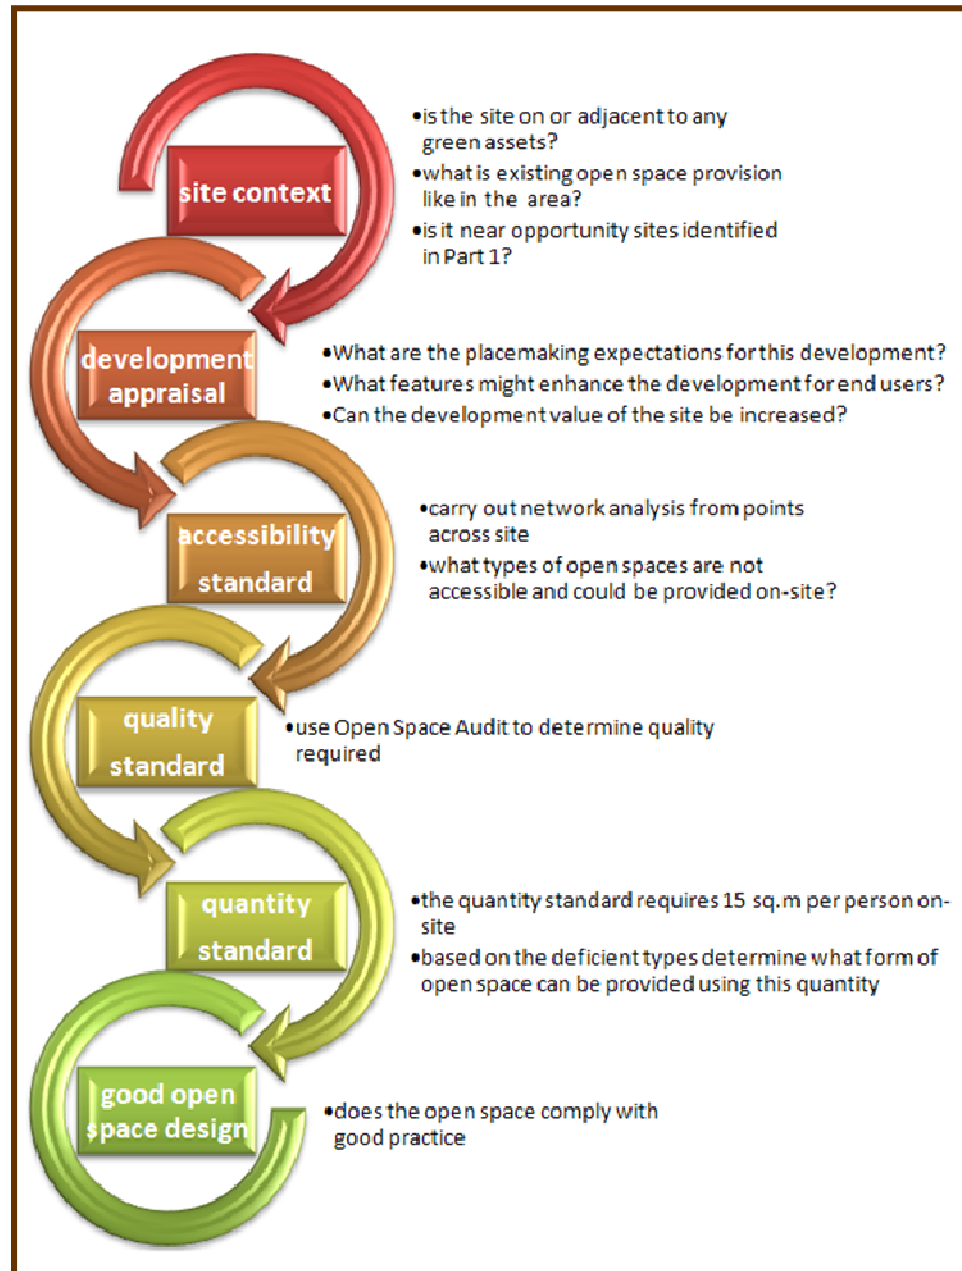 site context
•is the site on or adjacent to any
green assets?
•what is existing open space provision
like in the area?
•is it near opportunity sites identified
in Part 1?
development
appraisal
•What are the placemaking expectations for this development?
•What features might enhance the development for end users?
•Can the development value of the site be increased?
accessibility
standard
•carry out network analysis from points
across site
•what types of open spaces are not
accessible and could be provided on-site?
quality
standard
•use Open Space Audit to determine quality
required
quantity
standard
•the quantity standard requires 15 sq.m per person on-
site
•based on the deficient types determine what form of
open space can be provided using this quantity
good open
space design
•does the open space comply with
good practice